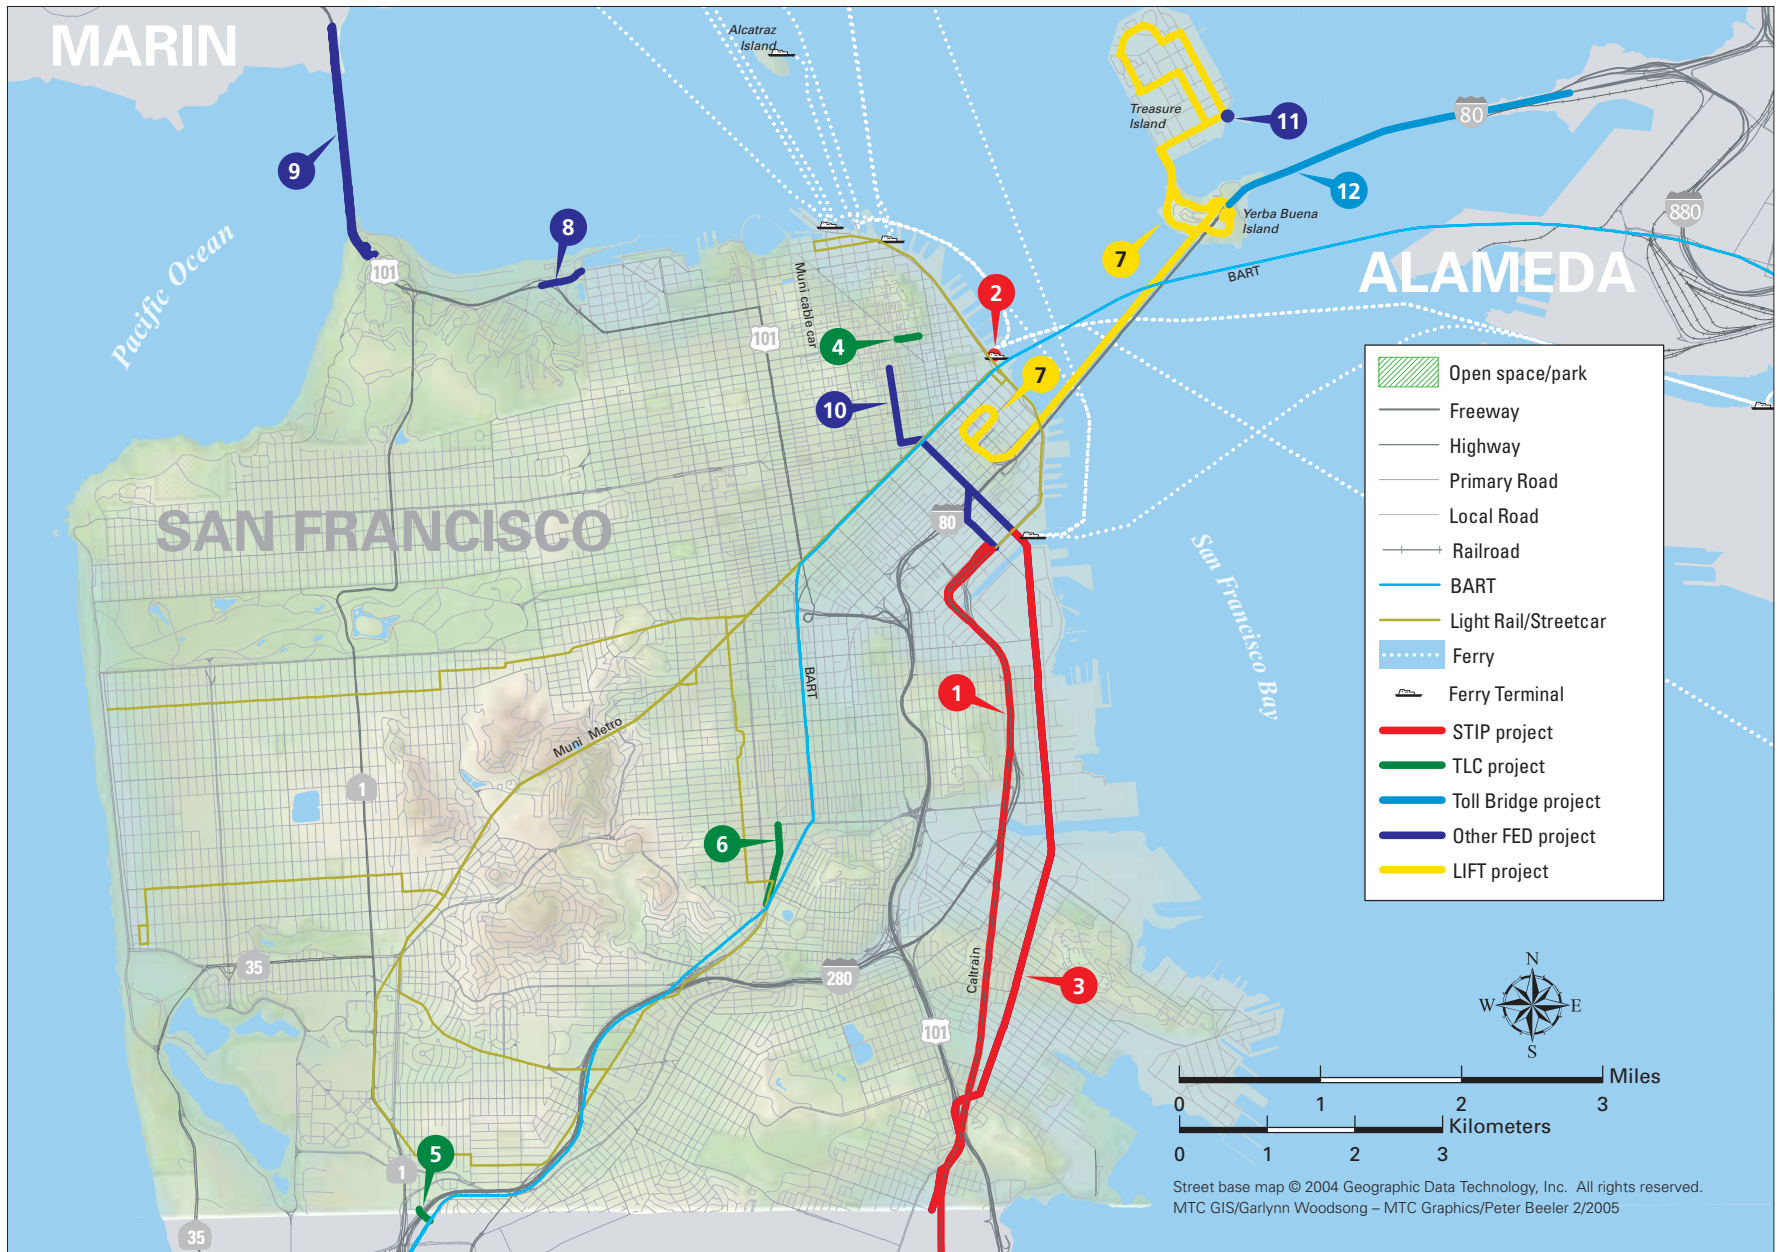 MARIN
Alcatraz
Island
Treasure
Island
11
80
9
12
880
Yerba Buena
Island
8
7
Pacific Ocean
101
BART
ALAMEDA
2
Muni cable car
101
4
7
10
Open space/park
Freeway
Highway
Primary Road
Local Road
Railroad
BART
Light Rail/Streetcar
Ferry
Ferry Terminal
STIP project
TLC project
Toll Bridge project
Other FED project
LIFT project
SAN FRANCISCO
80
San Francisco Bay
BART
1
Muni Metro
1
6
35
280
Caltrain
3
101
N
W
E
S
Miles
0 1 2 3
Kilometers
0 1 2 3
5
1
35
Street base map © 2004 Geographic Data Technology, Inc. All rights reserved.
MTC GIS/Garlynn Woodsong – MTC Graphics/Peter Beeler 2/2005